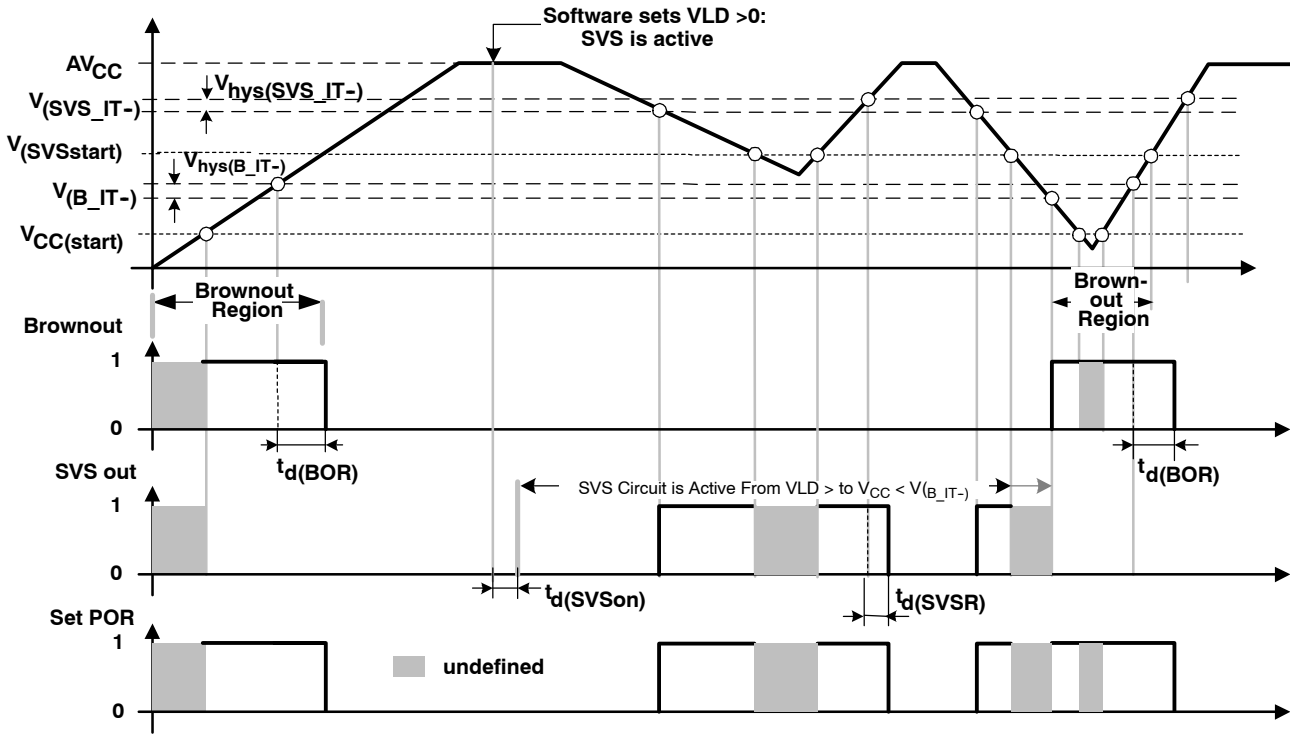 Software sets VLD >0:
SVS is active
AVCC
Vhys(SVS_IT-)
V(SVS_IT-)
V(SVSstart)
Vhys(B_IT-)
V(B_IT-)
VCC(start)
Brownout
Region
Brown-
out
Region
Brownout
1
0
td(BOR)
td(BOR)
SVS out
SVS Circuit is Active From VLD > to VCC < V(B_IT-)
1
0
td(SVSon)
td(SVSR)
Set POR
1
undefined
0